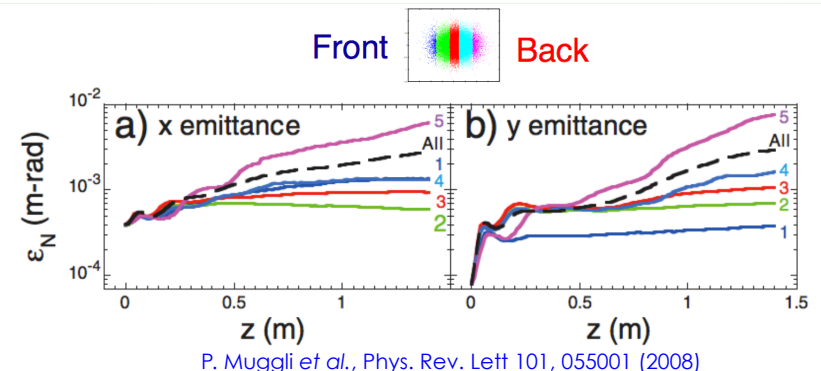 Front Back
a) x emittance
b) y emittance
ε_N (m-rad)
10⁻²
10⁻³
10⁻⁴
5
All
1
4
3
2
5
All
4
3
2
1
0 0.5 1 0 0.5 1 1.5
z (m) z (m)
P. Muggli et al., Phys. Rev. Lett 101, 055001 (2008)